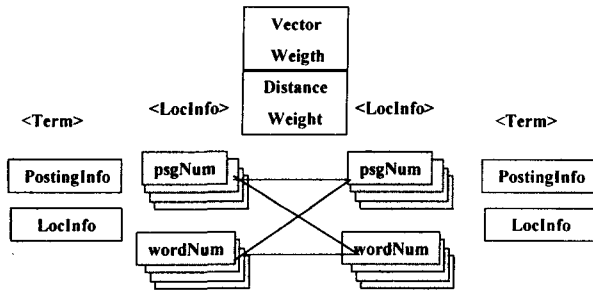 Vector
Weigth
Distance
Weight
<LocInfo> <LocInfo>
<Term> <Term>
psgNum psgNum
PostingInfo PostingInfo
LocInfo LocInfo
wordNum wordNum